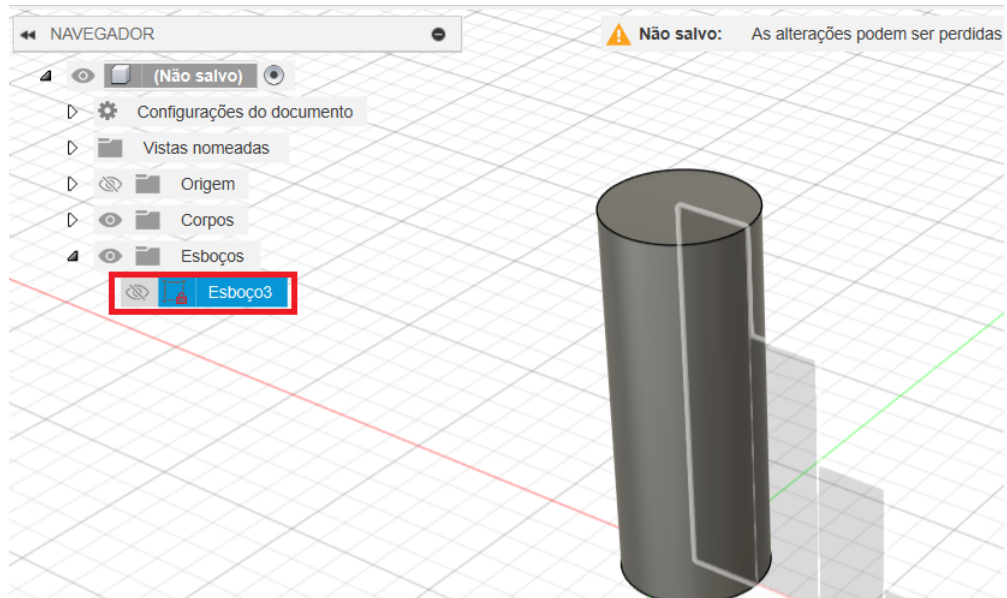 NAVEGADOR
Não salvo: As alterações podem ser perdidas
(Não salvo)
Configurações do documento
Vistas nomeadas
Origem
Corpos
Esboços
Esboço3